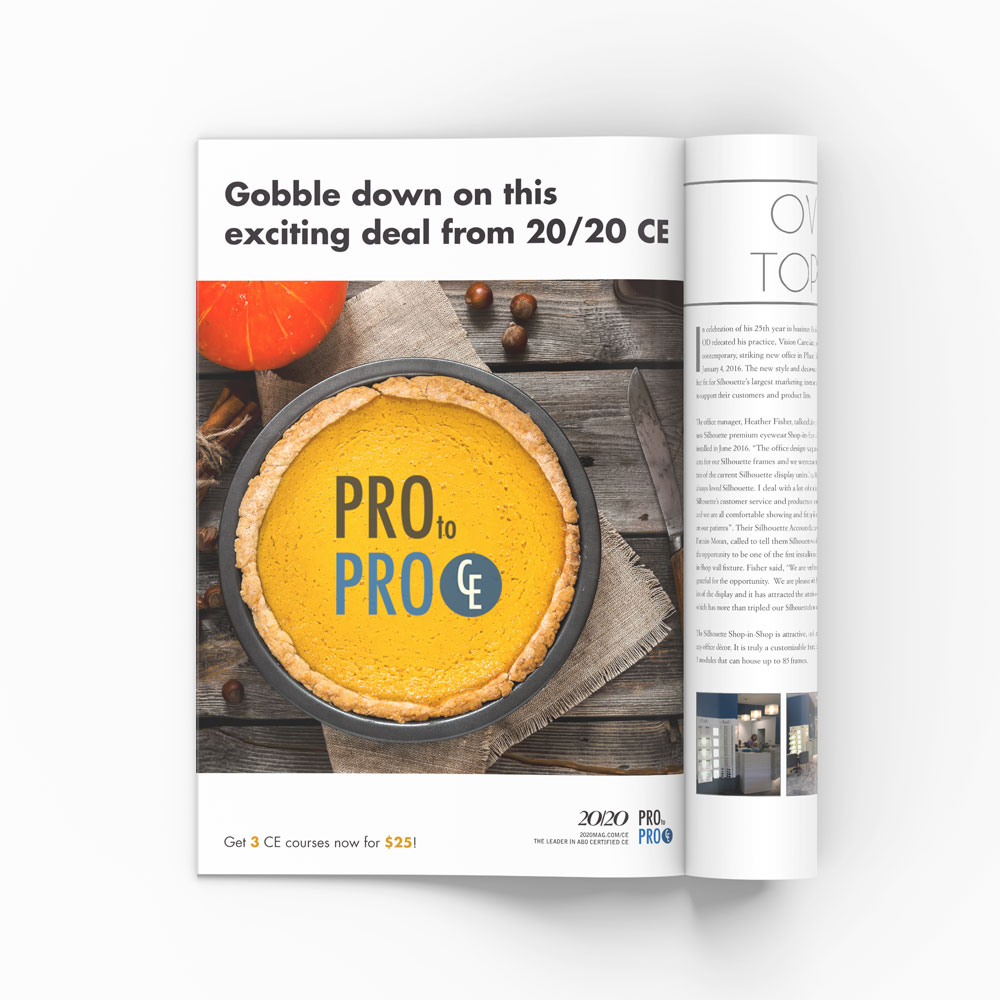 Gobble down on this
exciting deal from 20/20 CE
PRO to
PRO CE
Get 3 CE courses now for $25!
20/20
2020MAG.COM/CE
THE LEADER IN ABO CERTIFIED CE
PRO to
PRO CE
OV
TOP
In celebration of his 25th year in business
OD relocated his practice, Vision Care
contemporary, striking new office in
January 4, 2016. The new style and
fit for Silhouette's largest marketing
to support their customers and product
The office manager, Heather Fisher, talked
Silhouette premium eyewear Shop-in
installed in June 2016. "The office design
for our Silhouette frames and we
of the current Silhouette display units.
always loved Silhouette. I deal with a lot of
Silhouette's customer service and
and we are all comfortable showing and
our patients". Their Silhouette Account
Moran, called to tell them Silhouette
the opportunity to be one of the first
Shop wall fixture. Fisher said, "We are
grateful for the opportunity. We are pleased
of the display and it has attracted the
which has more than tripled our Silhouette
The Silhouette Shop-in-Shop is attractive,
office décor. It is truly a customizable
modules that can house up to 85 frames.